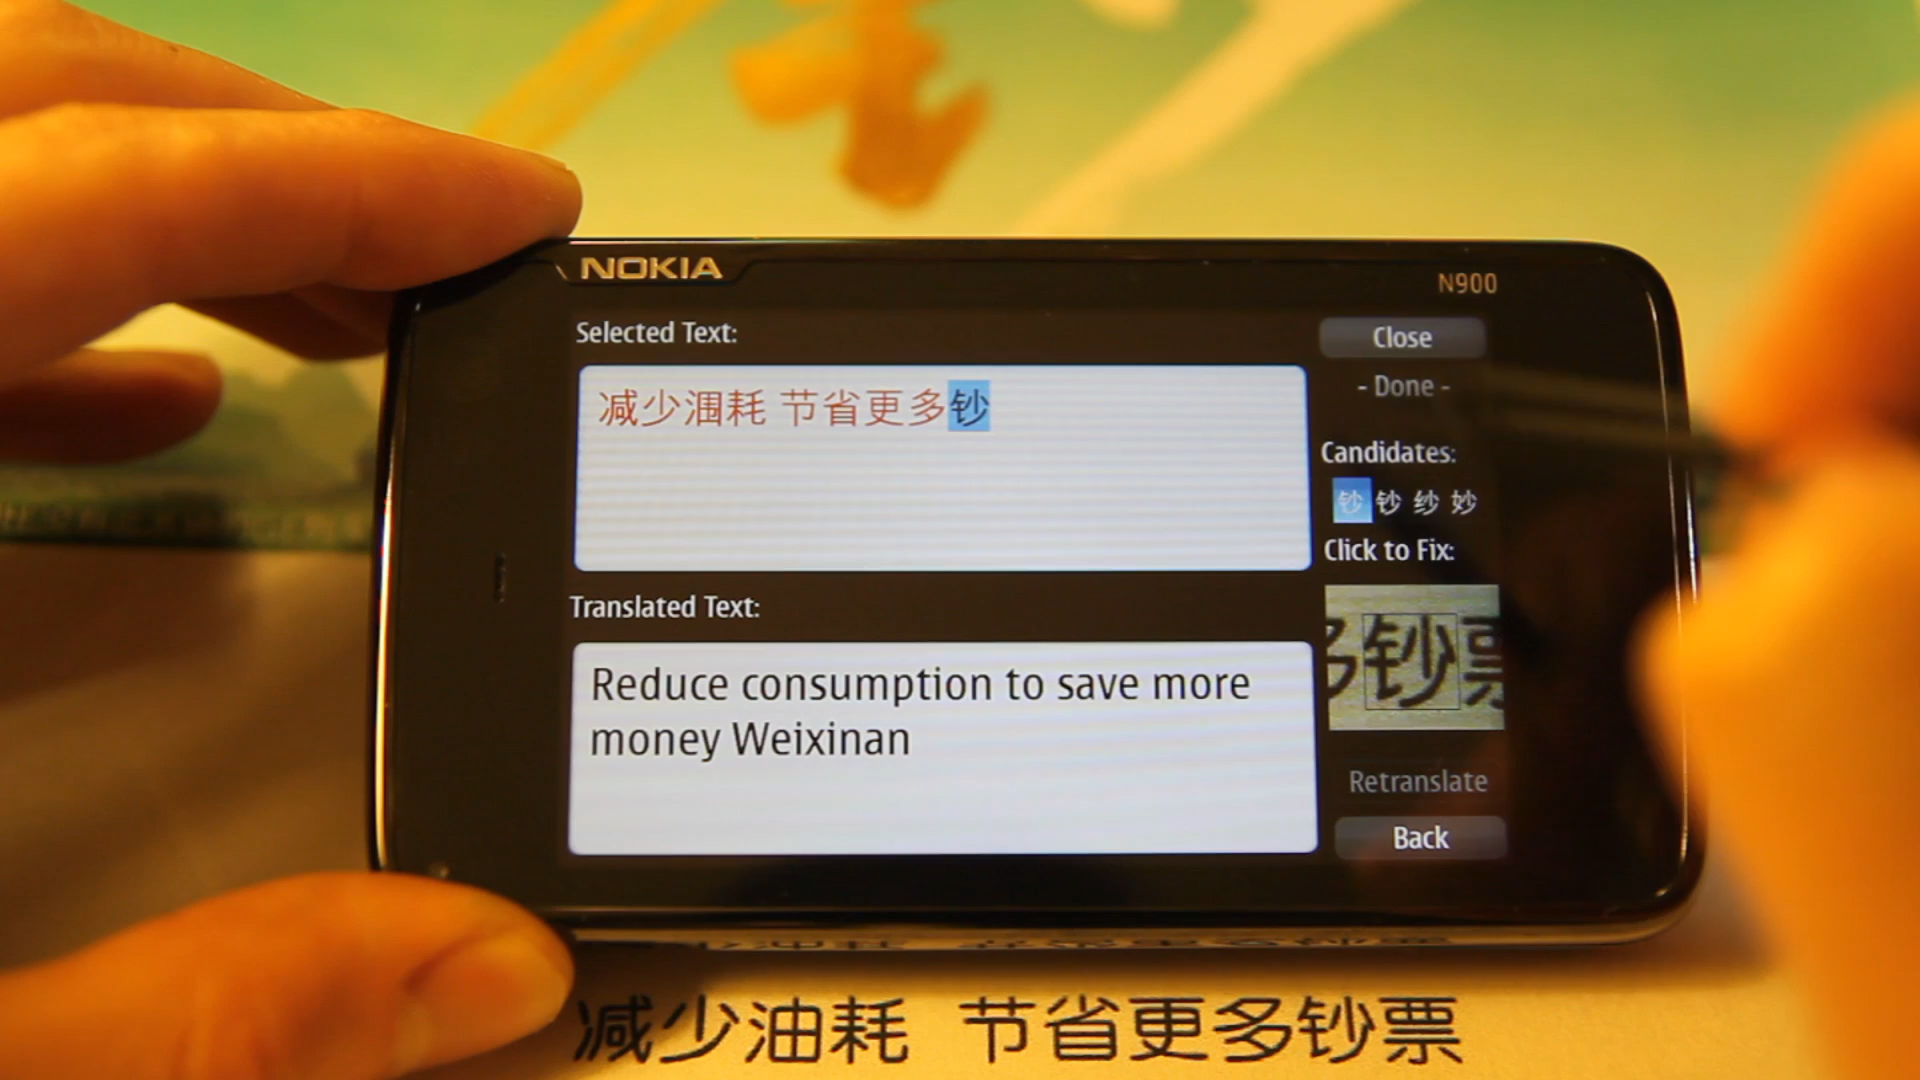 NOKIA
N900
Selected Text:
减少涠耗 节省更多钞
Close
- Done -
Candidates:
钞 钞 纱 妙
Click to Fix:
多钞票
Translated Text:
Reduce consumption to save more
money Weixinan
Retranslate
Back
减少油耗 节省更多钞票